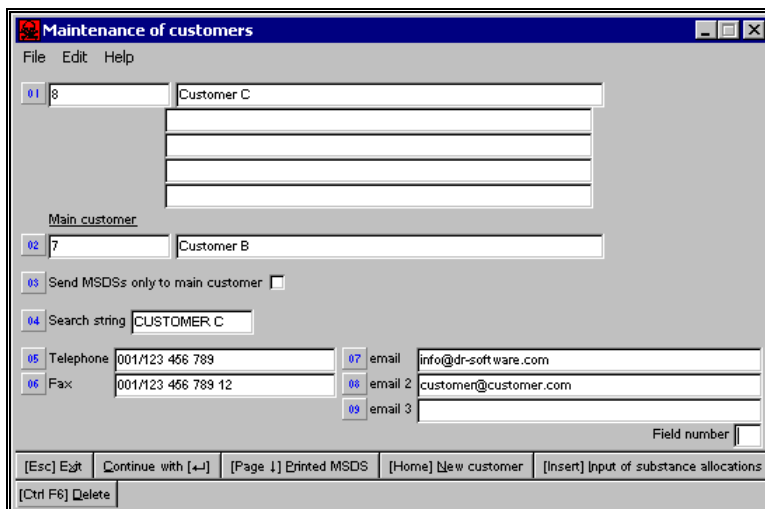 Maintenance of customers
File Edit Help
01 8 Customer C
Main customer
02 7 Customer B
03 Send MSDSs only to main customer
04 Search string CUSTOMER C
05 Telephone 001/123 456 789 07 email info@dr-software.com
06 Fax 001/123 456 789 12 08 email 2 customer@customer.com
09 email 3
Field number
[Esc] Exit Continue with [↵] [Page ↓] Printed MSDS [Home] New customer [Insert] Input of substance allocations
[Ctrl F6] Delete